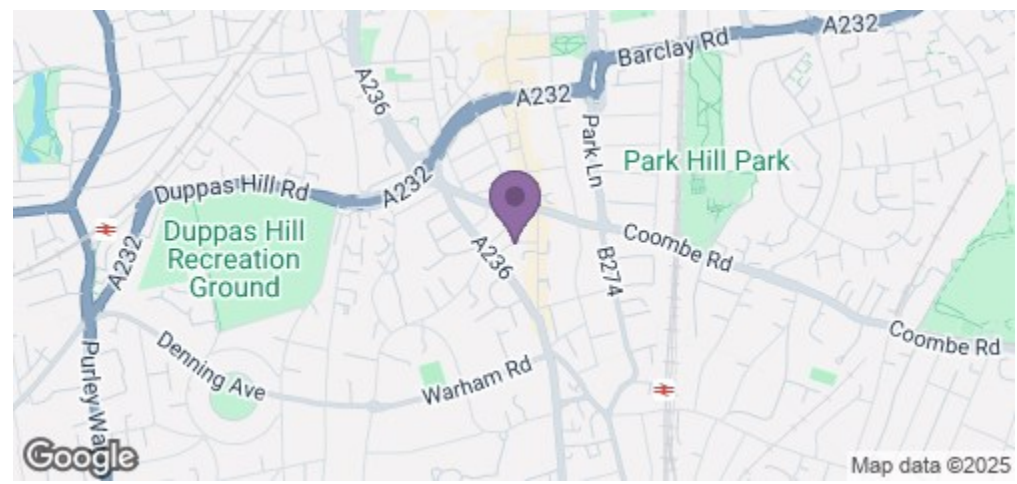 A232
Barclay Rd
A236
A232
Park Ln
Park Hill Park
Duppas Hill Rd
A232
Duppas Hill
Recreation
Ground
A232
A236
Coombe Rd
B274
Coombe Rd
Denning Ave
Warham Rd
Purley Wa
Google
Map data ©2025